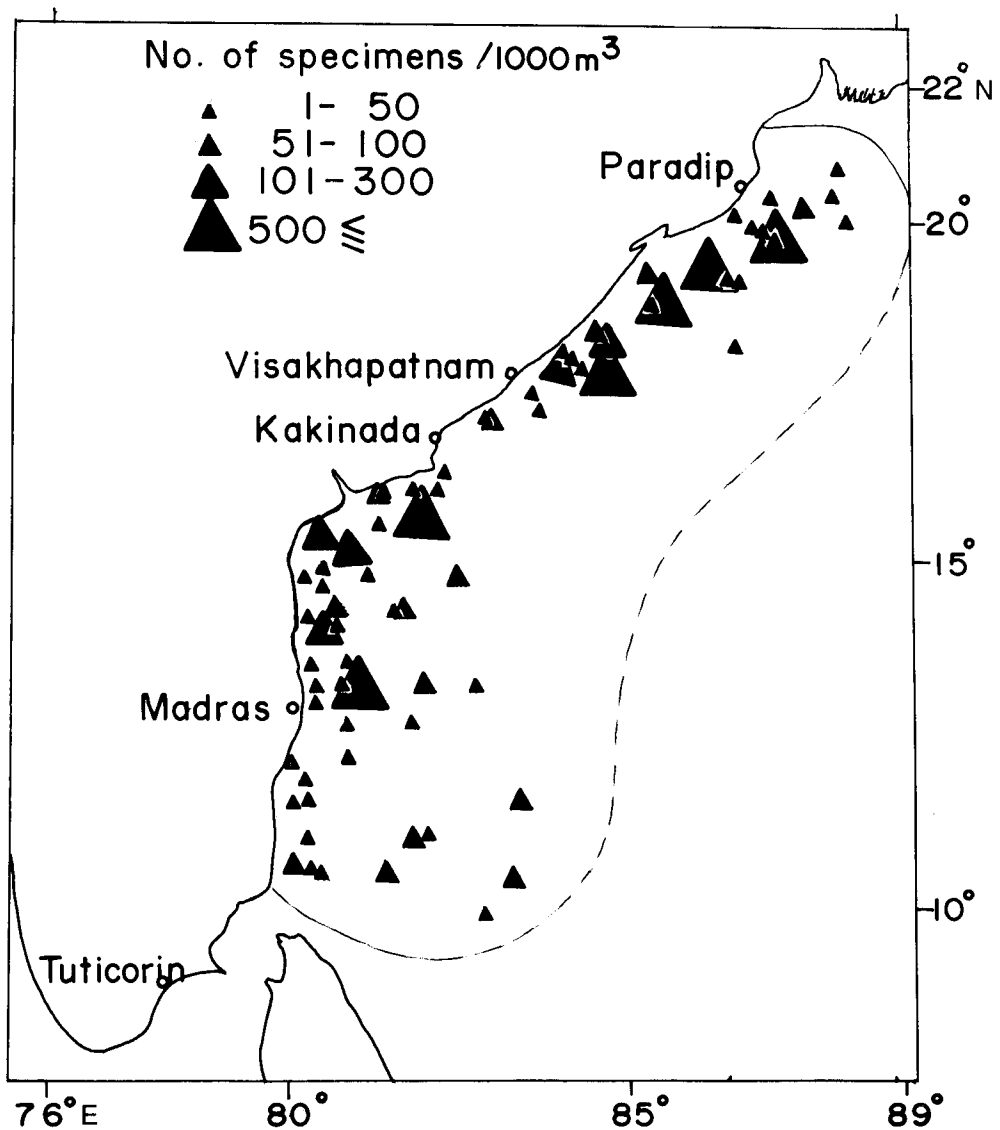 No. of specimens /1000m³
1- 50
51- 100
101-300
500 ≦
22° N
Paradip
20°
Visakhapatnam
Kakinada
15°
Madras
10°
Tuticorin
76°E 80° 85° 89°